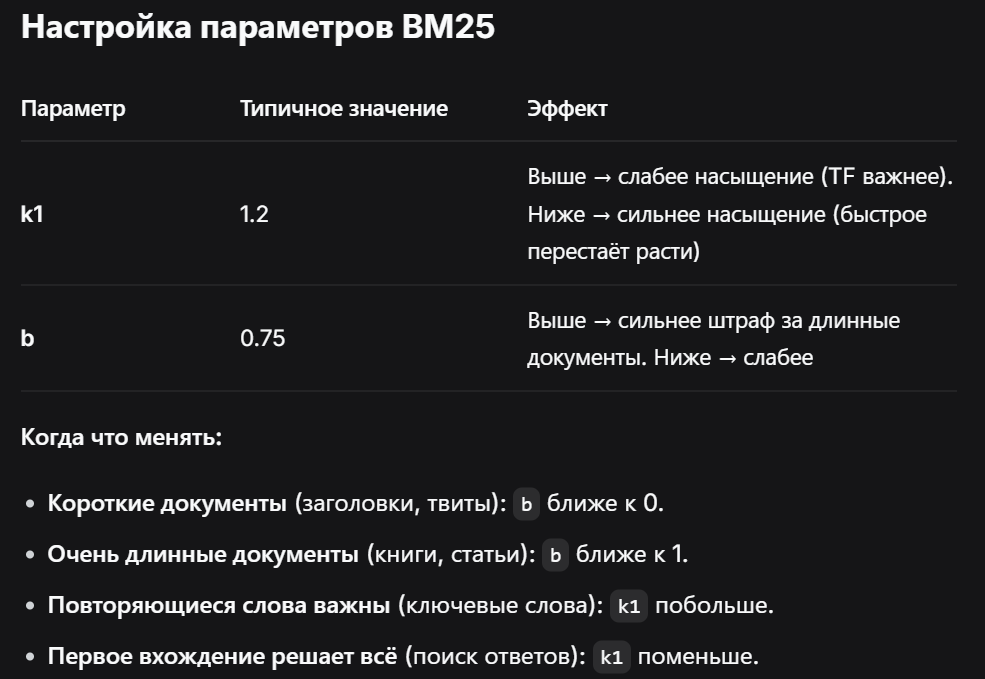 Настройка параметров BM25
Параметр Типичное значение Эффект
k1 1.2 Выше → слабее насыщение (TF важнее).
Ниже → сильнее насыщение (быстрое
перестаёт расти)
b 0.75 Выше → сильнее штраф за длинные
документы. Ниже → слабее
Когда что менять:
• Короткие документы (заголовки, твиты): b ближе к 0.
• Очень длинные документы (книги, статьи): b ближе к 1.
• Повторяющиеся слова важны (ключевые слова): k1 побольше.
• Первое вхождение решает всё (поиск ответов): k1 поменьше.